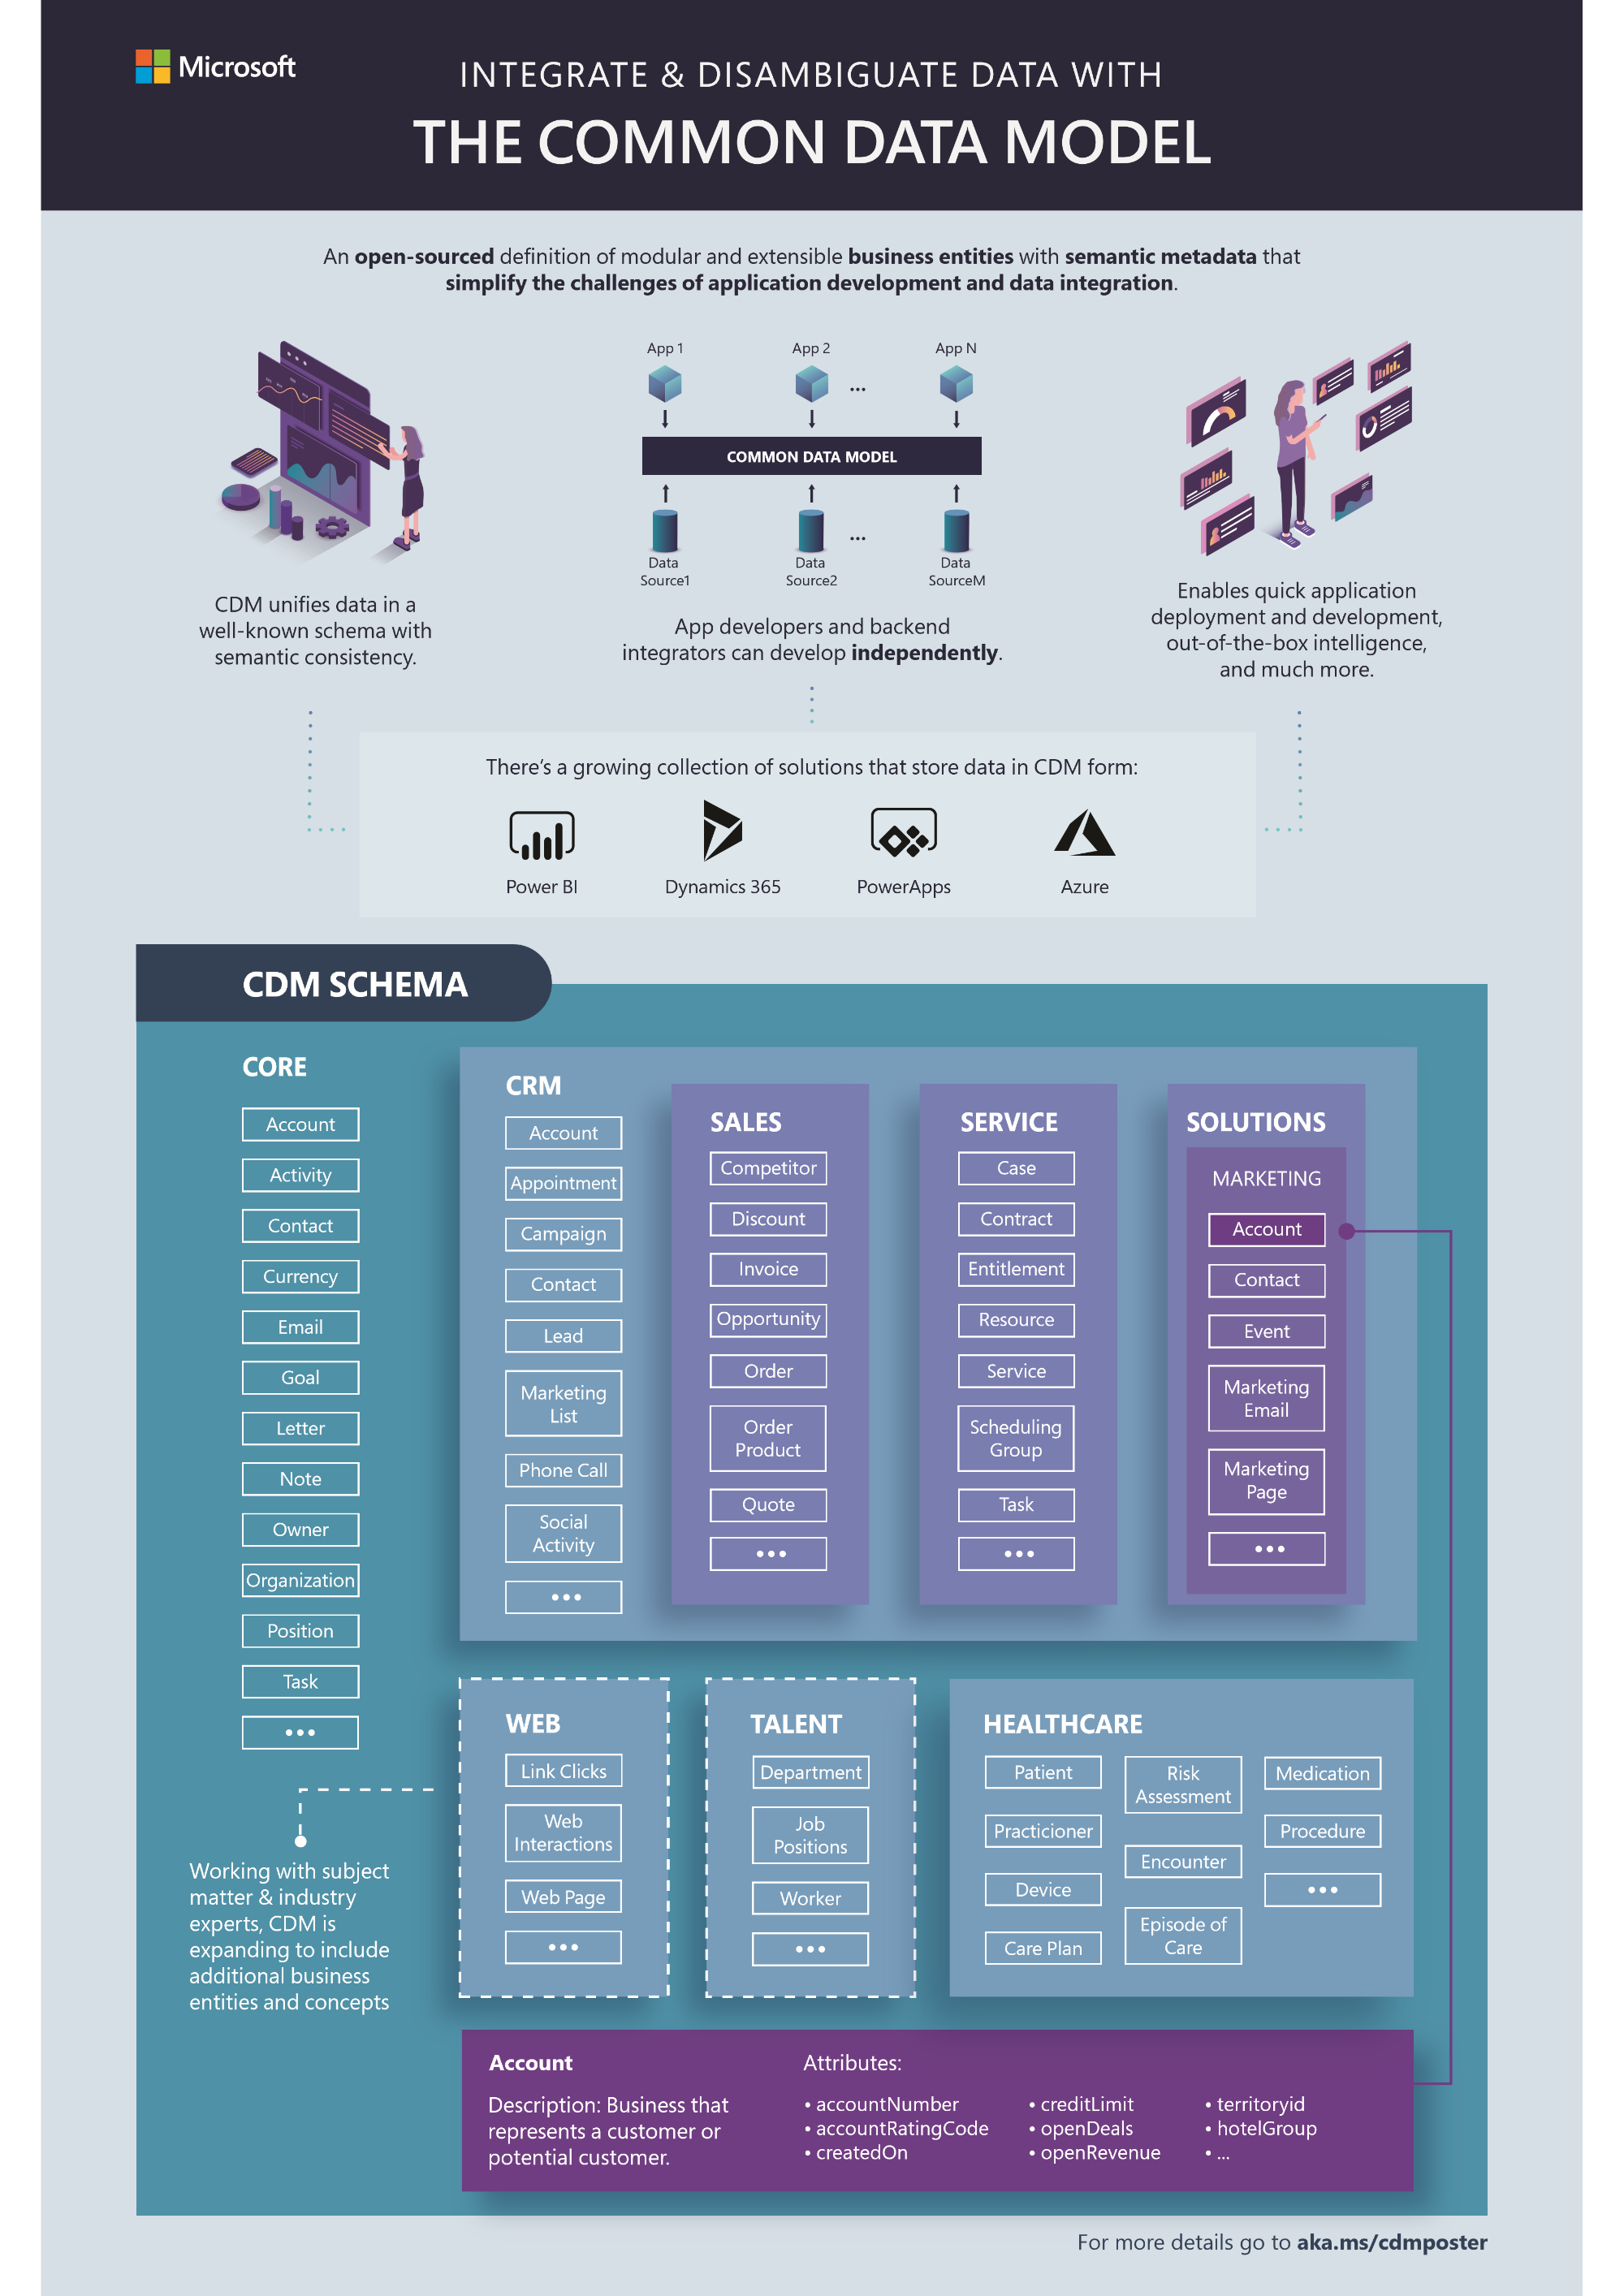 Microsoft
INTEGRATE & DISAMBIGUATE DATA WITH
THE COMMON DATA MODEL
An open-sourced definition of modular and extensible business entities with semantic metadata that
simplify the challenges of application development and data integration.
App 1
App 2
App N
...
COMMON DATA MODEL
...
Data
Source1
Data
Source2
Data
SourceM
CDM unifies data in a
well-known schema with
semantic consistency.
App developers and backend
integrators can develop independently.
Enables quick application
deployment and development,
out-of-the-box intelligence,
and much more.
There's a growing collection of solutions that store data in CDM form:
Power BI
Dynamics 365
PowerApps
Azure
CDM SCHEMA
CORE
Account
Activity
Contact
Currency
Email
Goal
Letter
Note
Owner
Organization
Position
Task
...
CRM
Account
Appointment
Campaign
Contact
Lead
Marketing
List
Phone Call
Social
Activity
...
SALES
Competitor
Discount
Invoice
Opportunity
Order
Order
Product
Quote
...
SERVICE
Case
Contract
Entitlement
Resource
Service
Scheduling
Group
Task
...
SOLUTIONS
MARKETING
Account
Contact
Event
Marketing
Email
Marketing
Page
...
Working with subject
matter & industry
experts, CDM is
expanding to include
additional business
entities and concepts
WEB
Link Clicks
Web
Interactions
Web Page
...
TALENT
Department
Job
Positions
Worker
...
HEALTHCARE
Patient
Practicioner
Device
Care Plan
Risk
Assessment
Encounter
Episode of
Care
Medication
Procedure
...
Account
Description: Business that
represents a customer or
potential customer.
Attributes:
• accountNumber
• accountRatingCode
• createdOn
• creditLimit
• openDeals
• openRevenue
• territoryid
• hotelGroup
• ...
For more details go to aka.ms/cdmposter